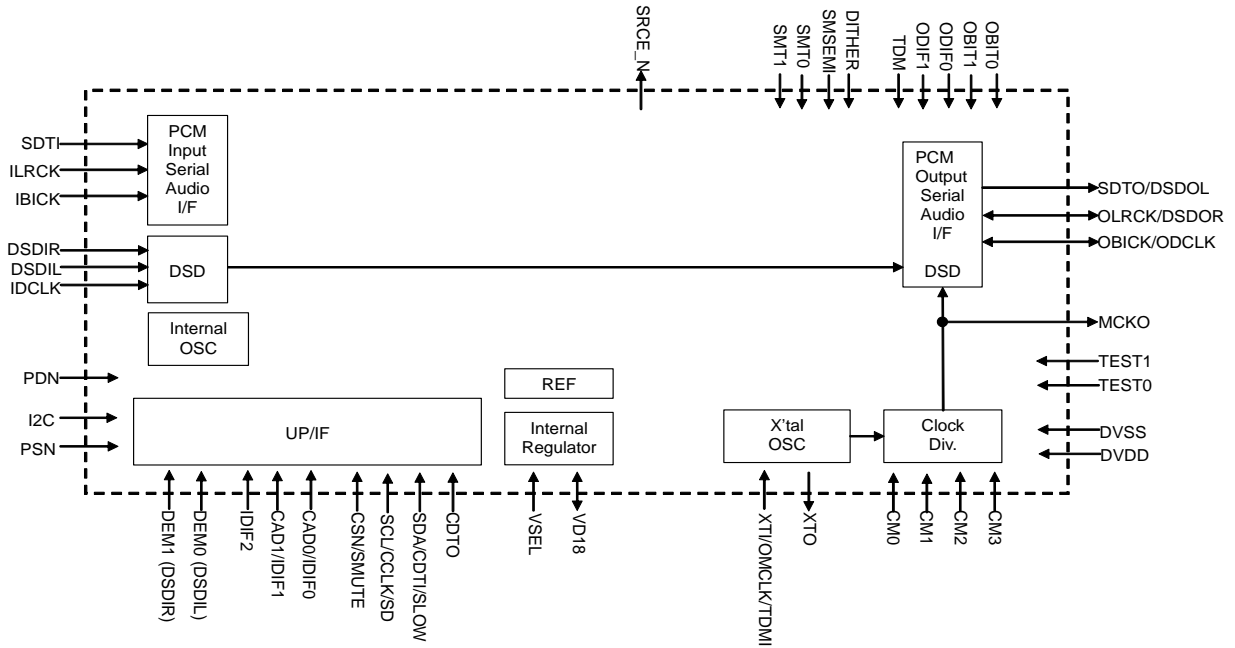 SRCE_N
SMT1
SMT0
SMSEMI
DITHER
TDM
ODIF1
ODIF0
OBIT1
OBIT0
SDTI
ILRCK
IBICK
PCM
Input
Serial
Audio
I/F
PCM
Output
Serial
Audio
I/F
DSD
SDTO/DSDOL
OLRCK/DSDOR
OBICK/ODCLK
DSDIR
DSDIL
IDCLK
DSD
Internal
OSC
MCKO
TEST1
TEST0
PDN
I2C
PSN
UP/IF
REF
Internal
Regulator
X'tal
OSC
Clock
Div.
DVSS
DVDD
DEM1 (DSDIR)
DEM0 (DSDIL)
IDIF2
CAD1/IDIF1
CAD0/IDIF0
CSN/SMUTE
SCL/CCLK/SD
SDA/CDTI/SLOW
CDTO
VSEL
VD18
XTI/OMCLK/TDMI
XTO
CM0
CM1
CM2
CM3